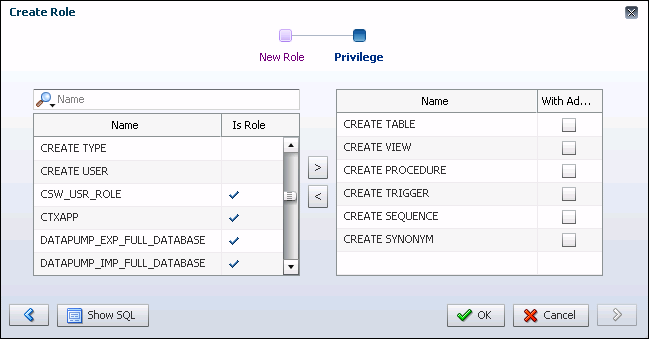 Create Role
New Role Privilege
Name
Name Is Role
CREATE TYPE
CREATE USER
CSW_USR_ROLE
CTXAPP
DATAPUMP_EXP_FULL_DATABASE
DATAPUMP_IMP_FULL_DATABASE
>
<
Name With Ad...
CREATE TABLE
CREATE VIEW
CREATE PROCEDURE
CREATE TRIGGER
CREATE SEQUENCE
CREATE SYNONYM
Show SQL OK Cancel